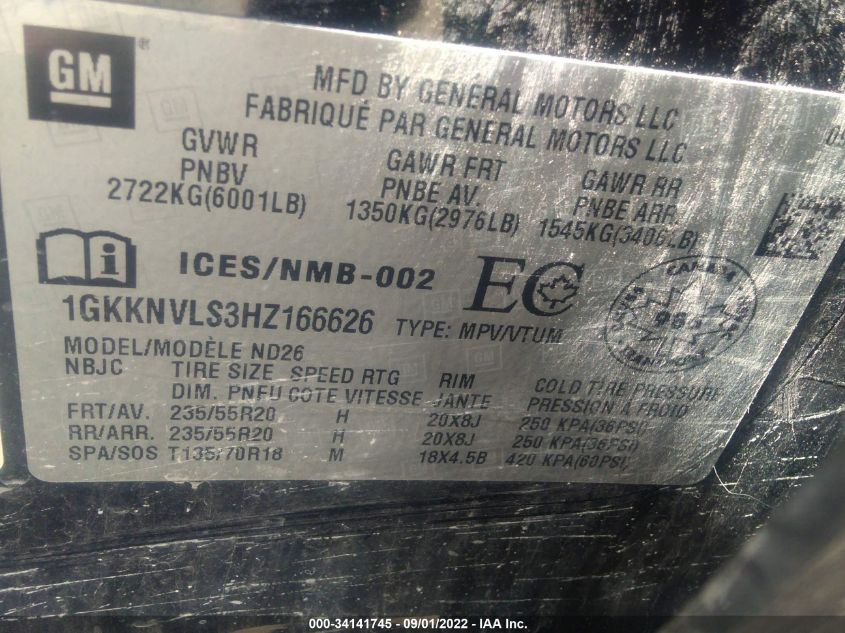 GM
MFD BY GENERAL MOTORS LLC
FABRIQUÉ PAR GENERAL MOTORS LLC
GVWR
PNBV
2722KG(6001LB)
GAWR FRT
PNBE AV.
1350KG(2976LB)
GAWR RR
PNBE ARR
1545KG(3406LB)
ICES/NMB-002
EC
CANADA
1GKKNVLS3HZ166626 TYPE: MPV/VTUM
MODEL/MODÈLE ND26
NBJC TIRE SIZE SPEED RTG RIM COLD TIRE PRESSURE
DIM. PNEU COTE VITESSE JANTE PRESSION A FROID
FRT/AV. 235/55R20 H 20X8J 250 KPA(36PSI)
RR/ARR. 235/55R20 H 20X8J 250 KPA(36PSI)
SPA/SOS T135/70R18 M 18X4.5B 420 KPA(60PSI)
000-34141745 - 09/01/2022 - IAA Inc.